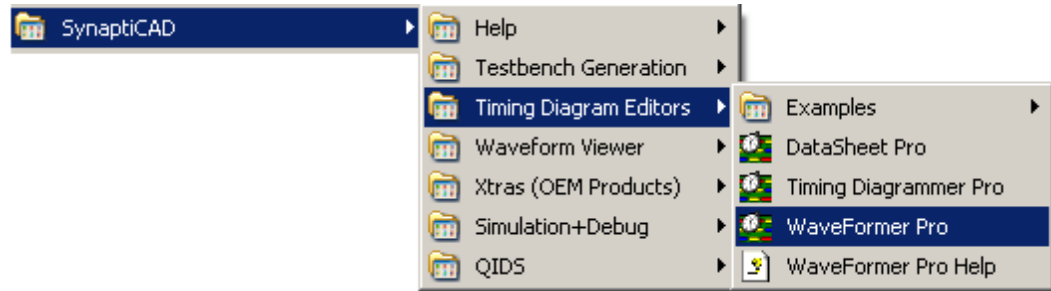 SynaptiCAD
Help
Testbench Generation
Timing Diagram Editors
Waveform Viewer
Xtras (OEM Products)
Simulation+Debug
QIDS
Examples
DataSheet Pro
Timing Diagrammer Pro
WaveFormer Pro
WaveFormer Pro Help